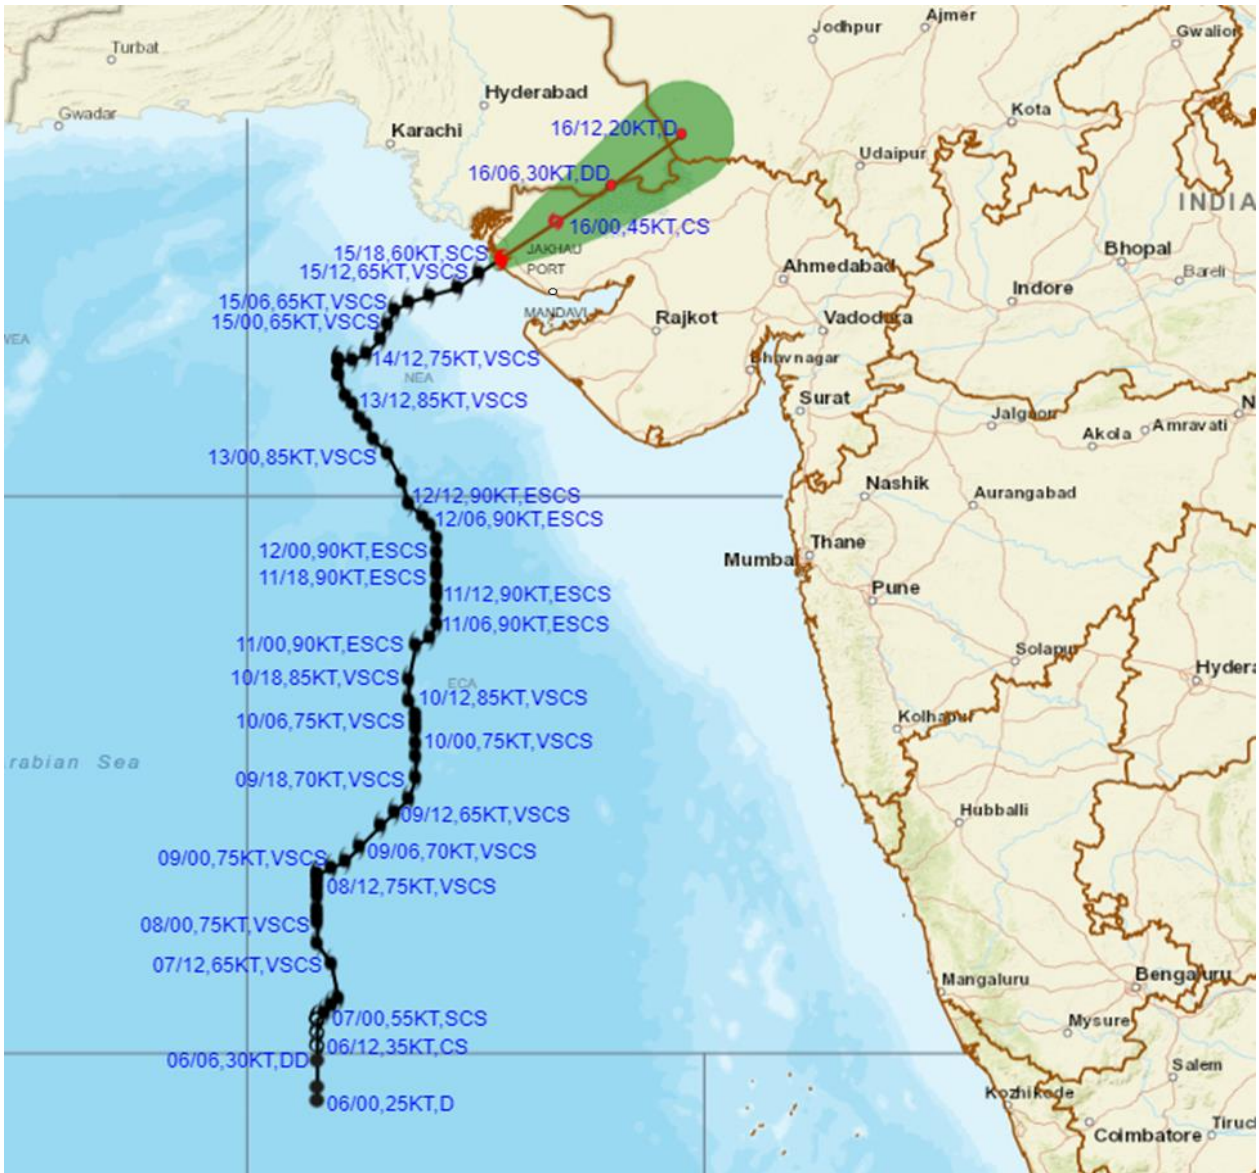 Ajmer
Jodhpur
Gwalior
Turbat
Hyderabad
Gwadar
Kota
16/12,20KT,D
Karachi
Udaipur
16/06,30KT,DD
INDIA
16/00,45KT,CS
JAKHAU
PORT
15/18,60KT,SCS
Bhopal
15/12,65KT,VSCS
Ahmedabad
Bareli
15/06,65KT,VSCS
Indore
MANDAVI
15/00,65KT,VSCS
Rajkot
Vadodara
14/12,75KT,VSCS
Bhavnagar
NEA
13/12,85KT,VSCS
Surat
Jalgaon
Amravati
Akola
13/00,85KT,VSCS
Nashik
12/12,90KT,ESCS
Aurangabad
12/06,90KT,ESCS
Thane
12/00,90KT,ESCS
Mumbai
11/18,90KT,ESCS
Pune
11/12,90KT,ESCS
11/06,90KT,ESCS
11/00,90KT,ESCS
Solapur
Hydera
10/18,85KT,VSCS
ECA
10/12,85KT,VSCS
10/06,75KT,VSCS
Kolhapur
10/00,75KT,VSCS
rabian Sea
09/18,70KT,VSCS
Hubballi
09/12,65KT,VSCS
09/06,70KT,VSCS
09/00,75KT,VSCS
08/12,75KT,VSCS
08/00,75KT,VSCS
07/12,65KT,VSCS
Mangaluru
Bengaluru
07/00,55KT,SCS
Mysure
06/12,35KT,CS
06/06,30KT,DD
Salem
Kozhikode
06/00,25KT,D
Coimbatore
Tiruc